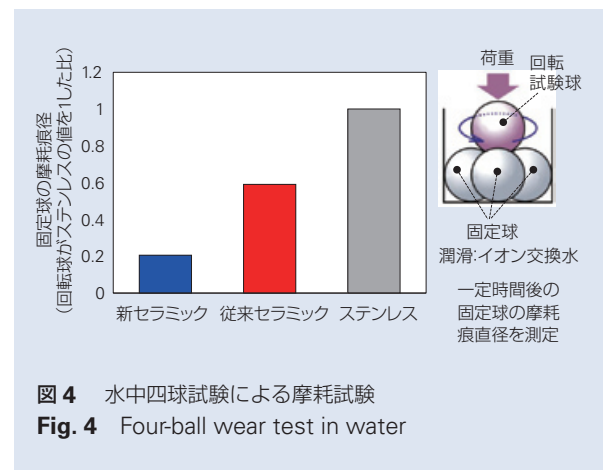 固定球の摩耗痕径
（回転球がステンレスの値を1した比）
1.2
1
0.8
0.6
0.4
0.2
0
新セラミック 従来セラミック ステンレス
荷重
回転
試験球
固定球
潤滑:イオン交換水
一定時間後の
固定球の摩耗
痕直径を測定
図4 水中四球試験による摩耗試験
Fig. 4 Four-ball wear test in water